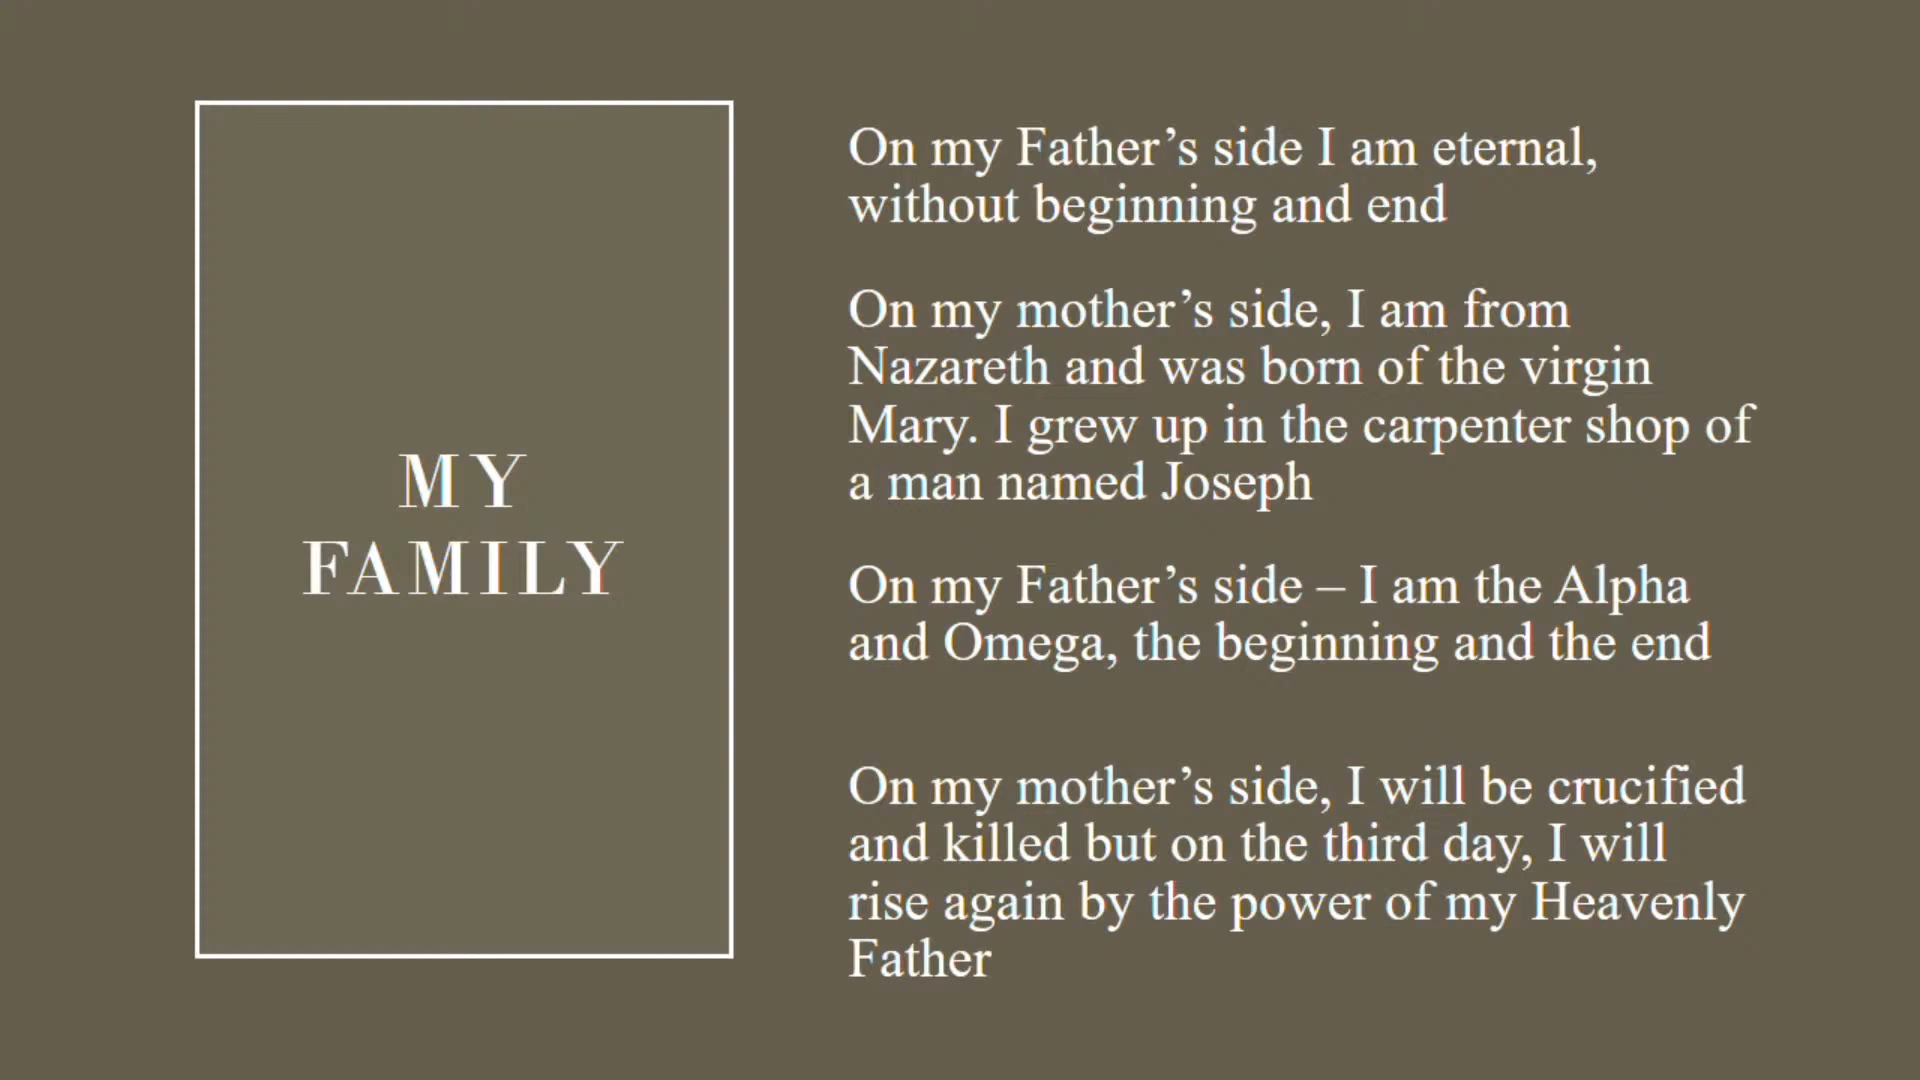 MY
FAMILY
On my Father’s side I am eternal,
without beginning and end
On my mother’s side, I am from
Nazareth and was born of the virgin
Mary. I grew up in the carpenter shop of
a man named Joseph
On my Father’s side – I am the Alpha
and Omega, the beginning and the end
On my mother’s side, I will be crucified
and killed but on the third day, I will
rise again by the power of my Heavenly
Father